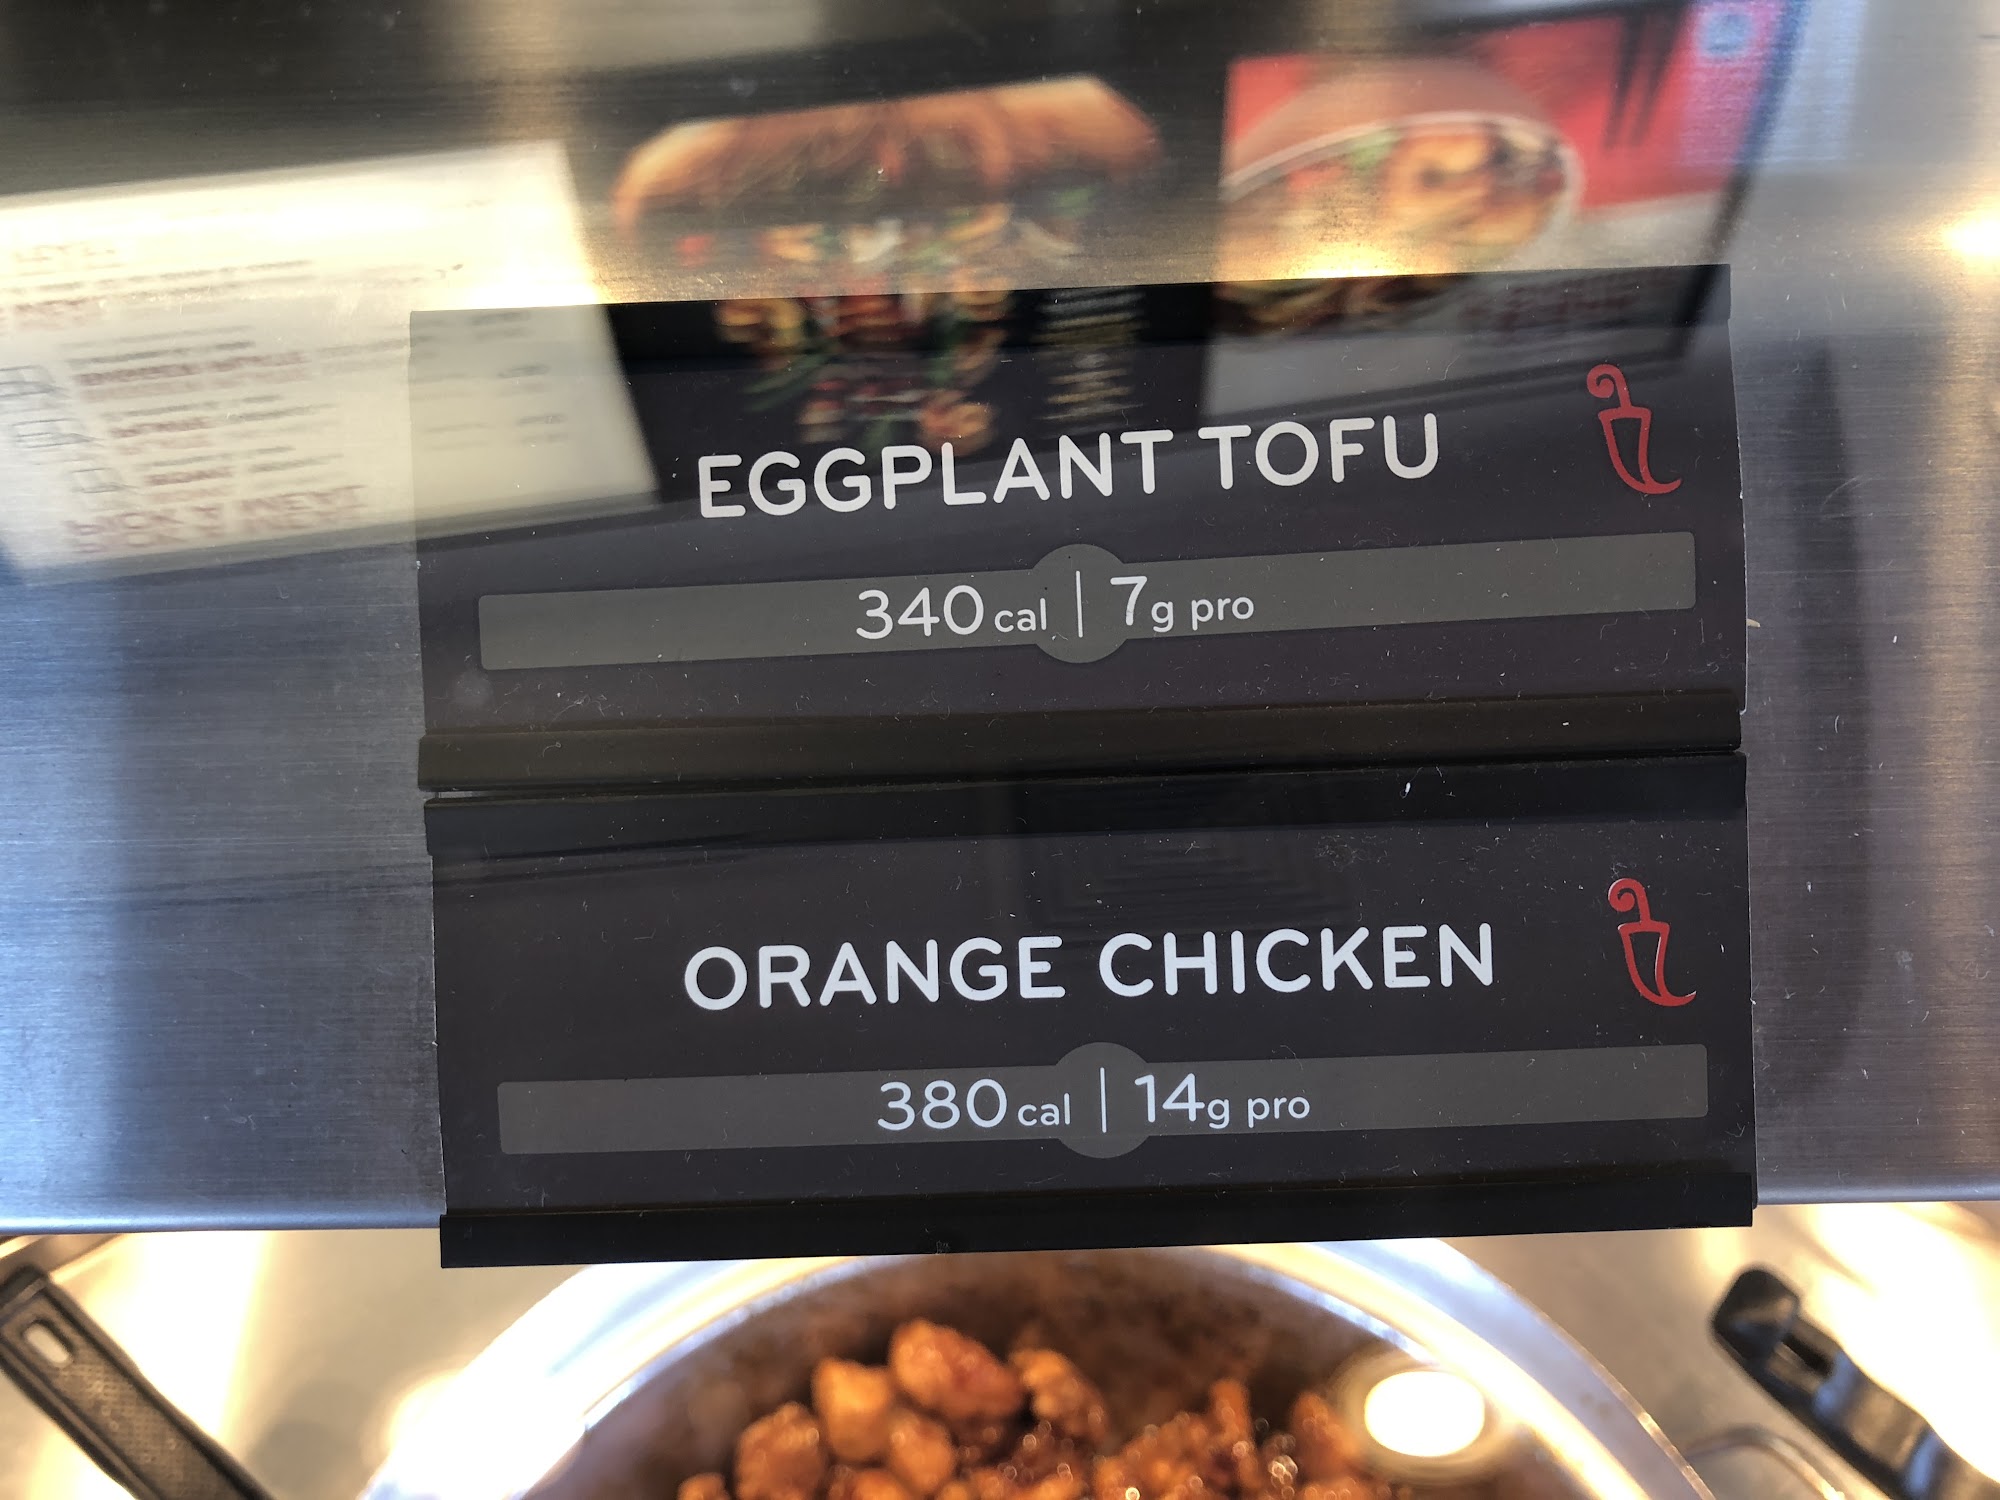 EGGPLANT TOFU
340 cal | 7g pro
ORANGE CHICKEN
380 cal | 14g pro